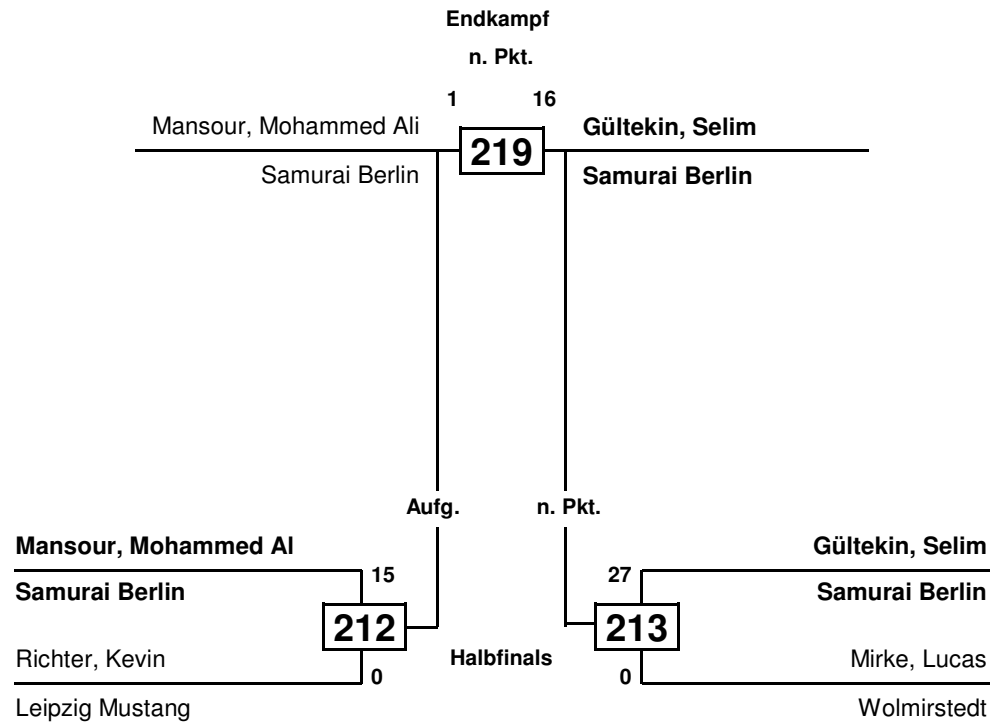 Endkampf
n. Pkt.
1 16
Mansour, Mohammed Ali 219 Gültekin, Selim
Samurai Berlin Samurai Berlin
Aufg. n. Pkt.
Mansour, Mohammed Al Gültekin, Selim
15 27
Samurai Berlin Samurai Berlin
212 213
Richter, Kevin Halbfinals Mirke, Lucas
0 0
Leipzig Mustang Wolmirstedt